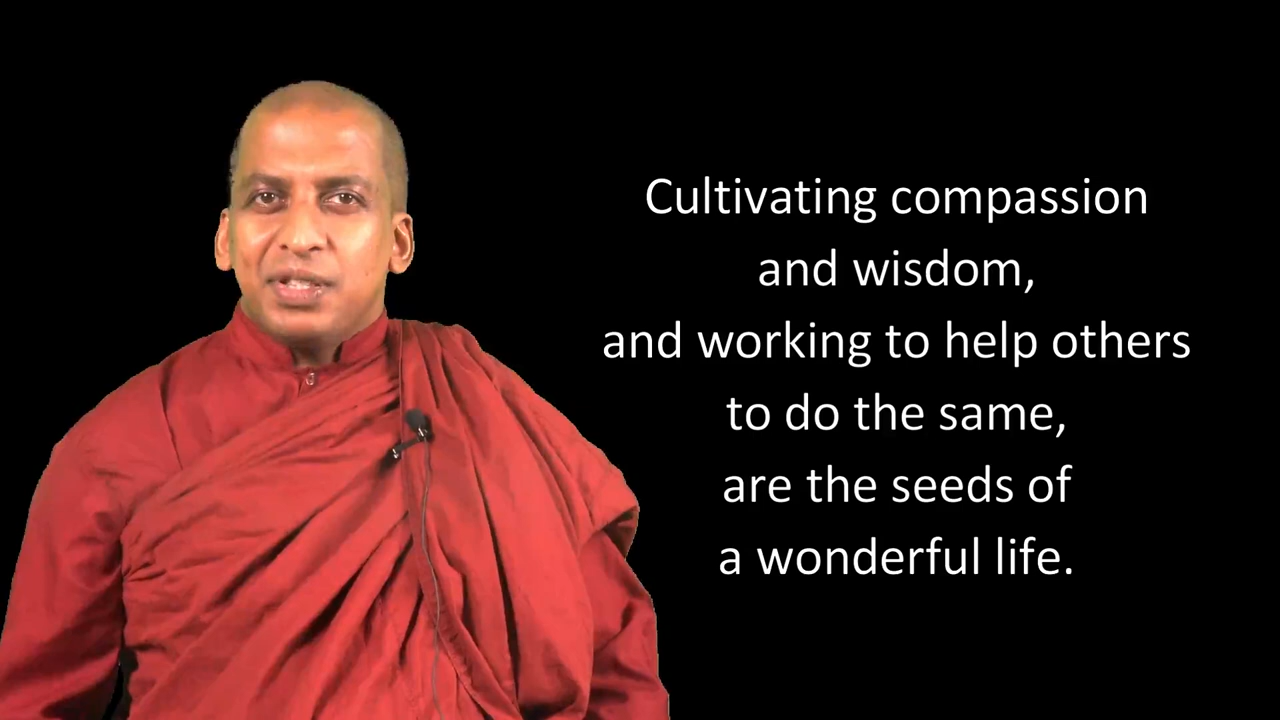 Cultivating compassion
and wisdom,
and working to help others
to do the same,
are the seeds of
a wonderful life.